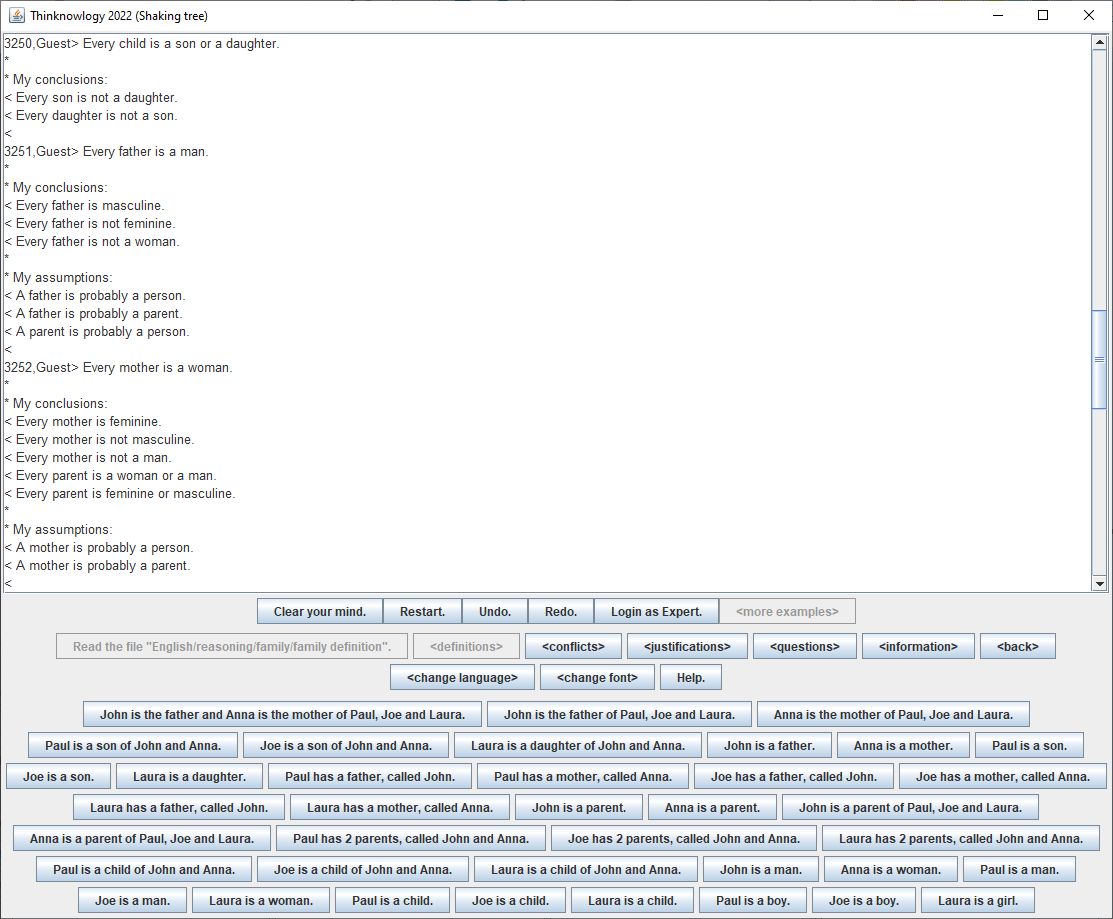 Thinknowlogy 2022 (Shaking tree)
3250,Guest> Every child is a son or a daughter.
*
* My conclusions:
< Every son is not a daughter.
< Every daughter is not a son.
<
3251,Guest> Every father is a man.
*
* My conclusions:
< Every father is masculine.
< Every father is not feminine.
< Every father is not a woman.
*
* My assumptions:
< A father is probably a person.
< A father is probably a parent.
< A parent is probably a person.
<
3252,Guest> Every mother is a woman.
*
* My conclusions:
< Every mother is feminine.
< Every mother is not masculine.
< Every mother is not a man.
< Every parent is a woman or a man.
< Every parent is feminine or masculine.
*
* My assumptions:
< A mother is probably a person.
< A mother is probably a parent.
<
Clear your mind. Restart. Undo. Redo. Login as Expert. <more examples>
Read the file "English/reasoning/family/family definition". <definitions> <conflicts> <justifications> <questions> <information> <back>
<change language> <change font> Help.
John is the father and Anna is the mother of Paul, Joe and Laura. John is the father of Paul, Joe and Laura. Anna is the mother of Paul, Joe and Laura.
Paul is a son of John and Anna. Joe is a son of John and Anna. Laura is a daughter of John and Anna. John is a father. Anna is a mother. Paul is a son.
Joe is a son. Laura is a daughter. Paul has a father, called John. Paul has a mother, called Anna. Joe has a father, called John. Joe has a mother, called Anna.
Laura has a father, called John. Laura has a mother, called Anna. John is a parent. Anna is a parent. John is a parent of Paul, Joe and Laura.
Anna is a parent of Paul, Joe and Laura. Paul has 2 parents, called John and Anna. Joe has 2 parents, called John and Anna. Laura has 2 parents, called John and Anna.
Paul is a child of John and Anna. Joe is a child of John and Anna. Laura is a child of John and Anna. John is a man. Anna is a woman. Paul is a man.
Joe is a man. Laura is a woman. Paul is a child. Joe is a child. Laura is a child. Paul is a boy. Joe is a boy. Laura is a girl.